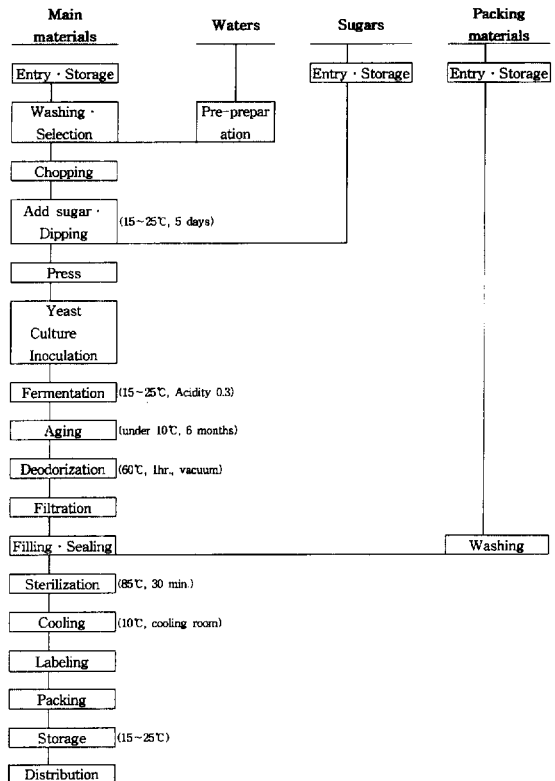 Main
materials
Waters
Sugars
Packing
materials
Entry · Storage
Entry · Storage
Entry · Storage
Washing ·
Selection
Pre-prepar
ation
Chopping
Add sugar ·
Dipping
(15~25℃, 5 days)
Press
Yeast
Culture
Inoculation
Fermentation
(15~25℃, Acidity 0.3)
Aging
(under 10℃, 6 months)
Deodorization
(60℃, 1hr., vacuum)
Filtration
Filling · Sealing
Washing
Sterilization
(85℃, 30 min.)
Cooling
(10℃, cooling room)
Labeling
Packing
Storage
(15~25℃)
Distribution